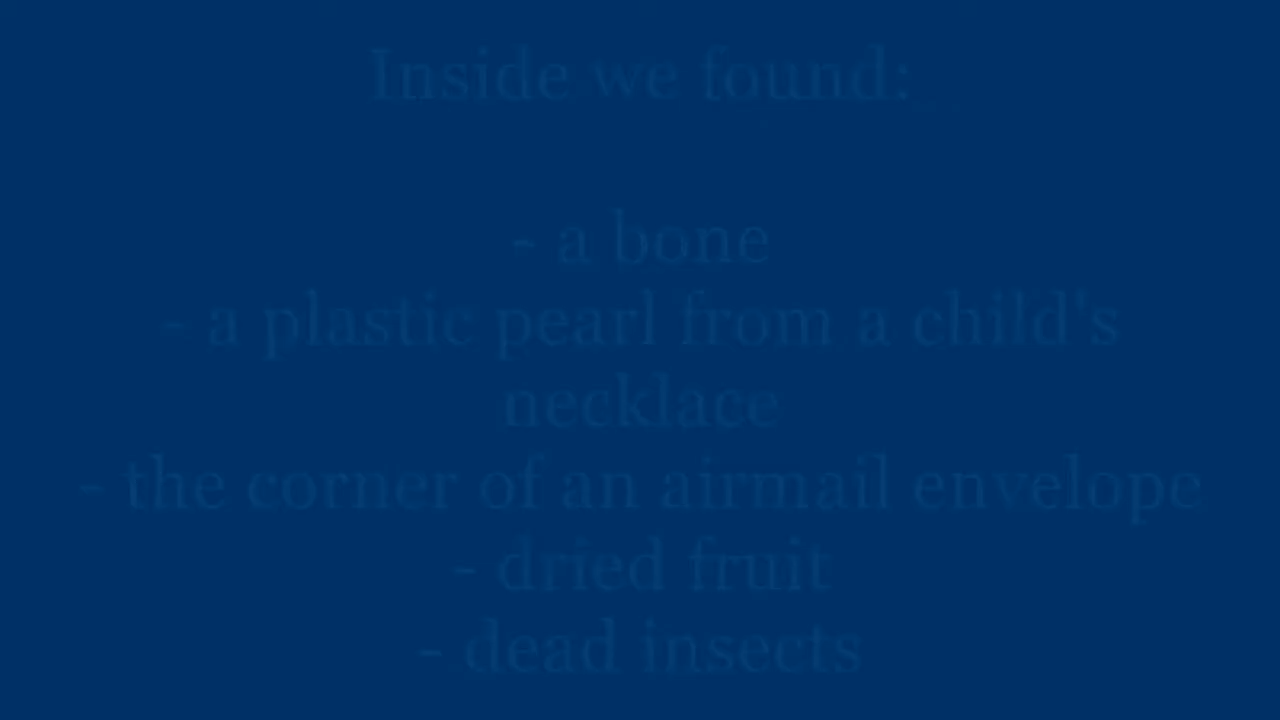 Inside we found:
- a bone
- a plastic pearl from a child's
necklace
- the corner of an airmail envelope
- dried fruit
- dead insects